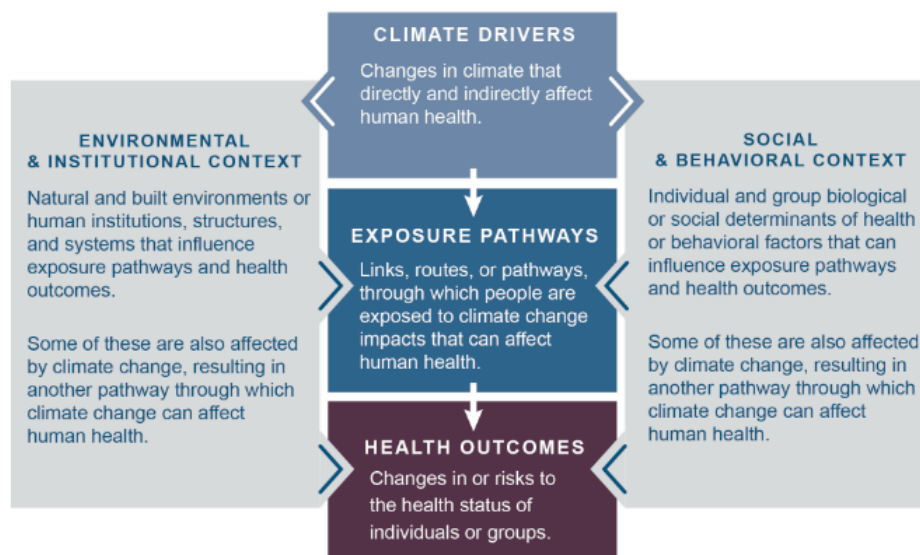 CLIMATE DRIVERS
Changes in climate that
directly and indirectly affect
human health.
ENVIRONMENTAL
& INSTITUTIONAL CONTEXT
Natural and built environments or
human institutions, structures,
and systems that influence
exposure pathways and health
outcomes.
Some of these are also affected
by climate change, resulting in
another pathway through which
climate change can affect
human health.
EXPOSURE PATHWAYS
Links, routes, or pathways,
through which people are
exposed to climate change
impacts that can affect
human health.
HEALTH OUTCOMES
Changes in or risks to
the health status of
individuals or groups.
SOCIAL
& BEHAVIORAL CONTEXT
Individual and group biological
or social determinants of health
or behavioral factors that can
influence exposure pathways
and health outcomes.
Some of these are also affected
by climate change, resulting in
another pathway through which
climate change can affect
human health.